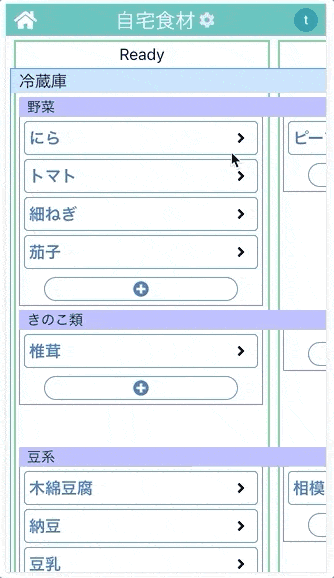 自宅食材
t
Ready
冷蔵庫
野菜
にら
ピー
トマト
細ねぎ
茄子
きのこ類
椎茸
豆系
木綿豆腐
相模
納豆
豆乳